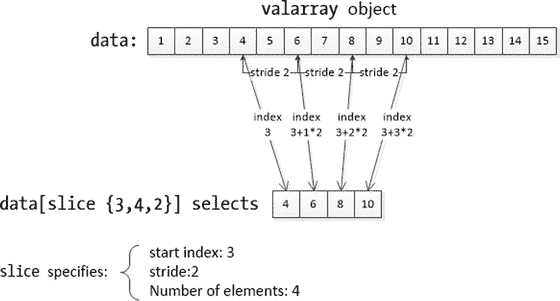 valarray object
data: 1 2 3 4 5 6 7 8 9 10 11 12 13 14 15
stride 2 stride 2 stride 2
index index index index
3 3+1*2 3+2*2 3+3*2
data[slice {3,4,2}] selects 4 6 8 10
start index: 3
slice specifies: stride:2
Number of elements: 4